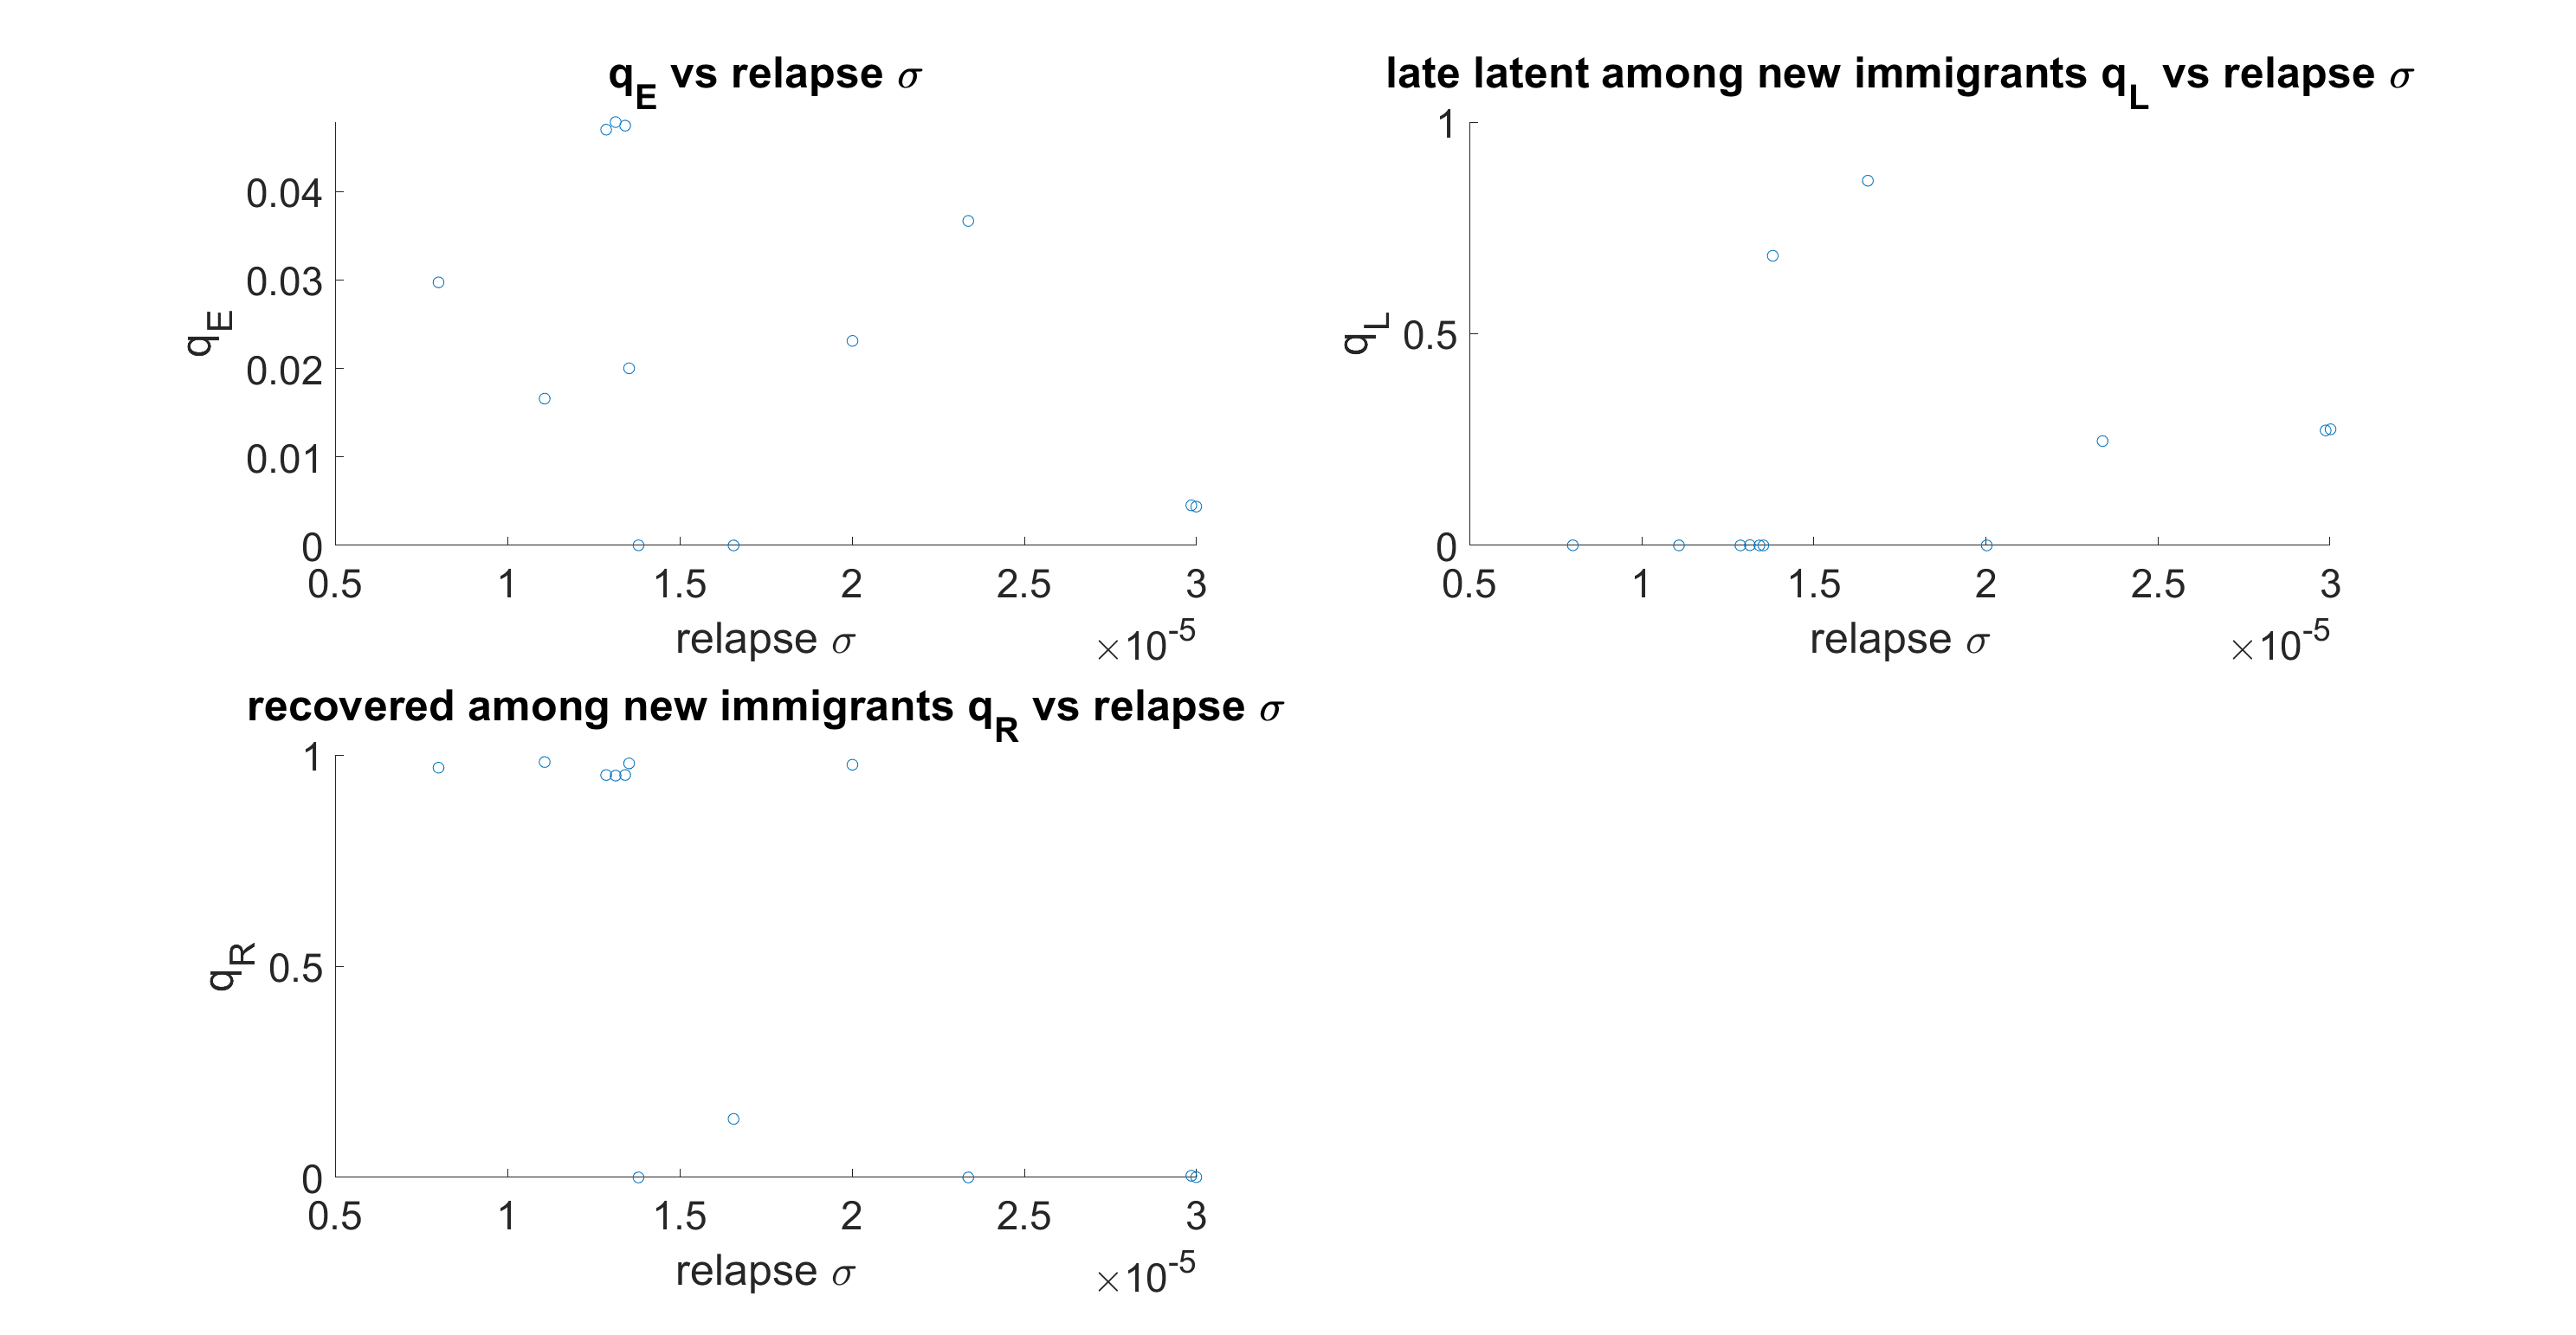 q_E vs relapse σ
0.04
0.03
0.02
0.01
0
q_E
0.5 1 1.5 2 2.5 3
relapse σ
×10^-5
late latent among new immigrants q_L vs relapse σ
1
0.5
0
q_L
0.5 1 1.5 2 2.5 3
relapse σ
×10^-5
recovered among new immigrants q_R vs relapse σ
1
0.5
0
q_R
0.5 1 1.5 2 2.5 3
relapse σ
×10^-5